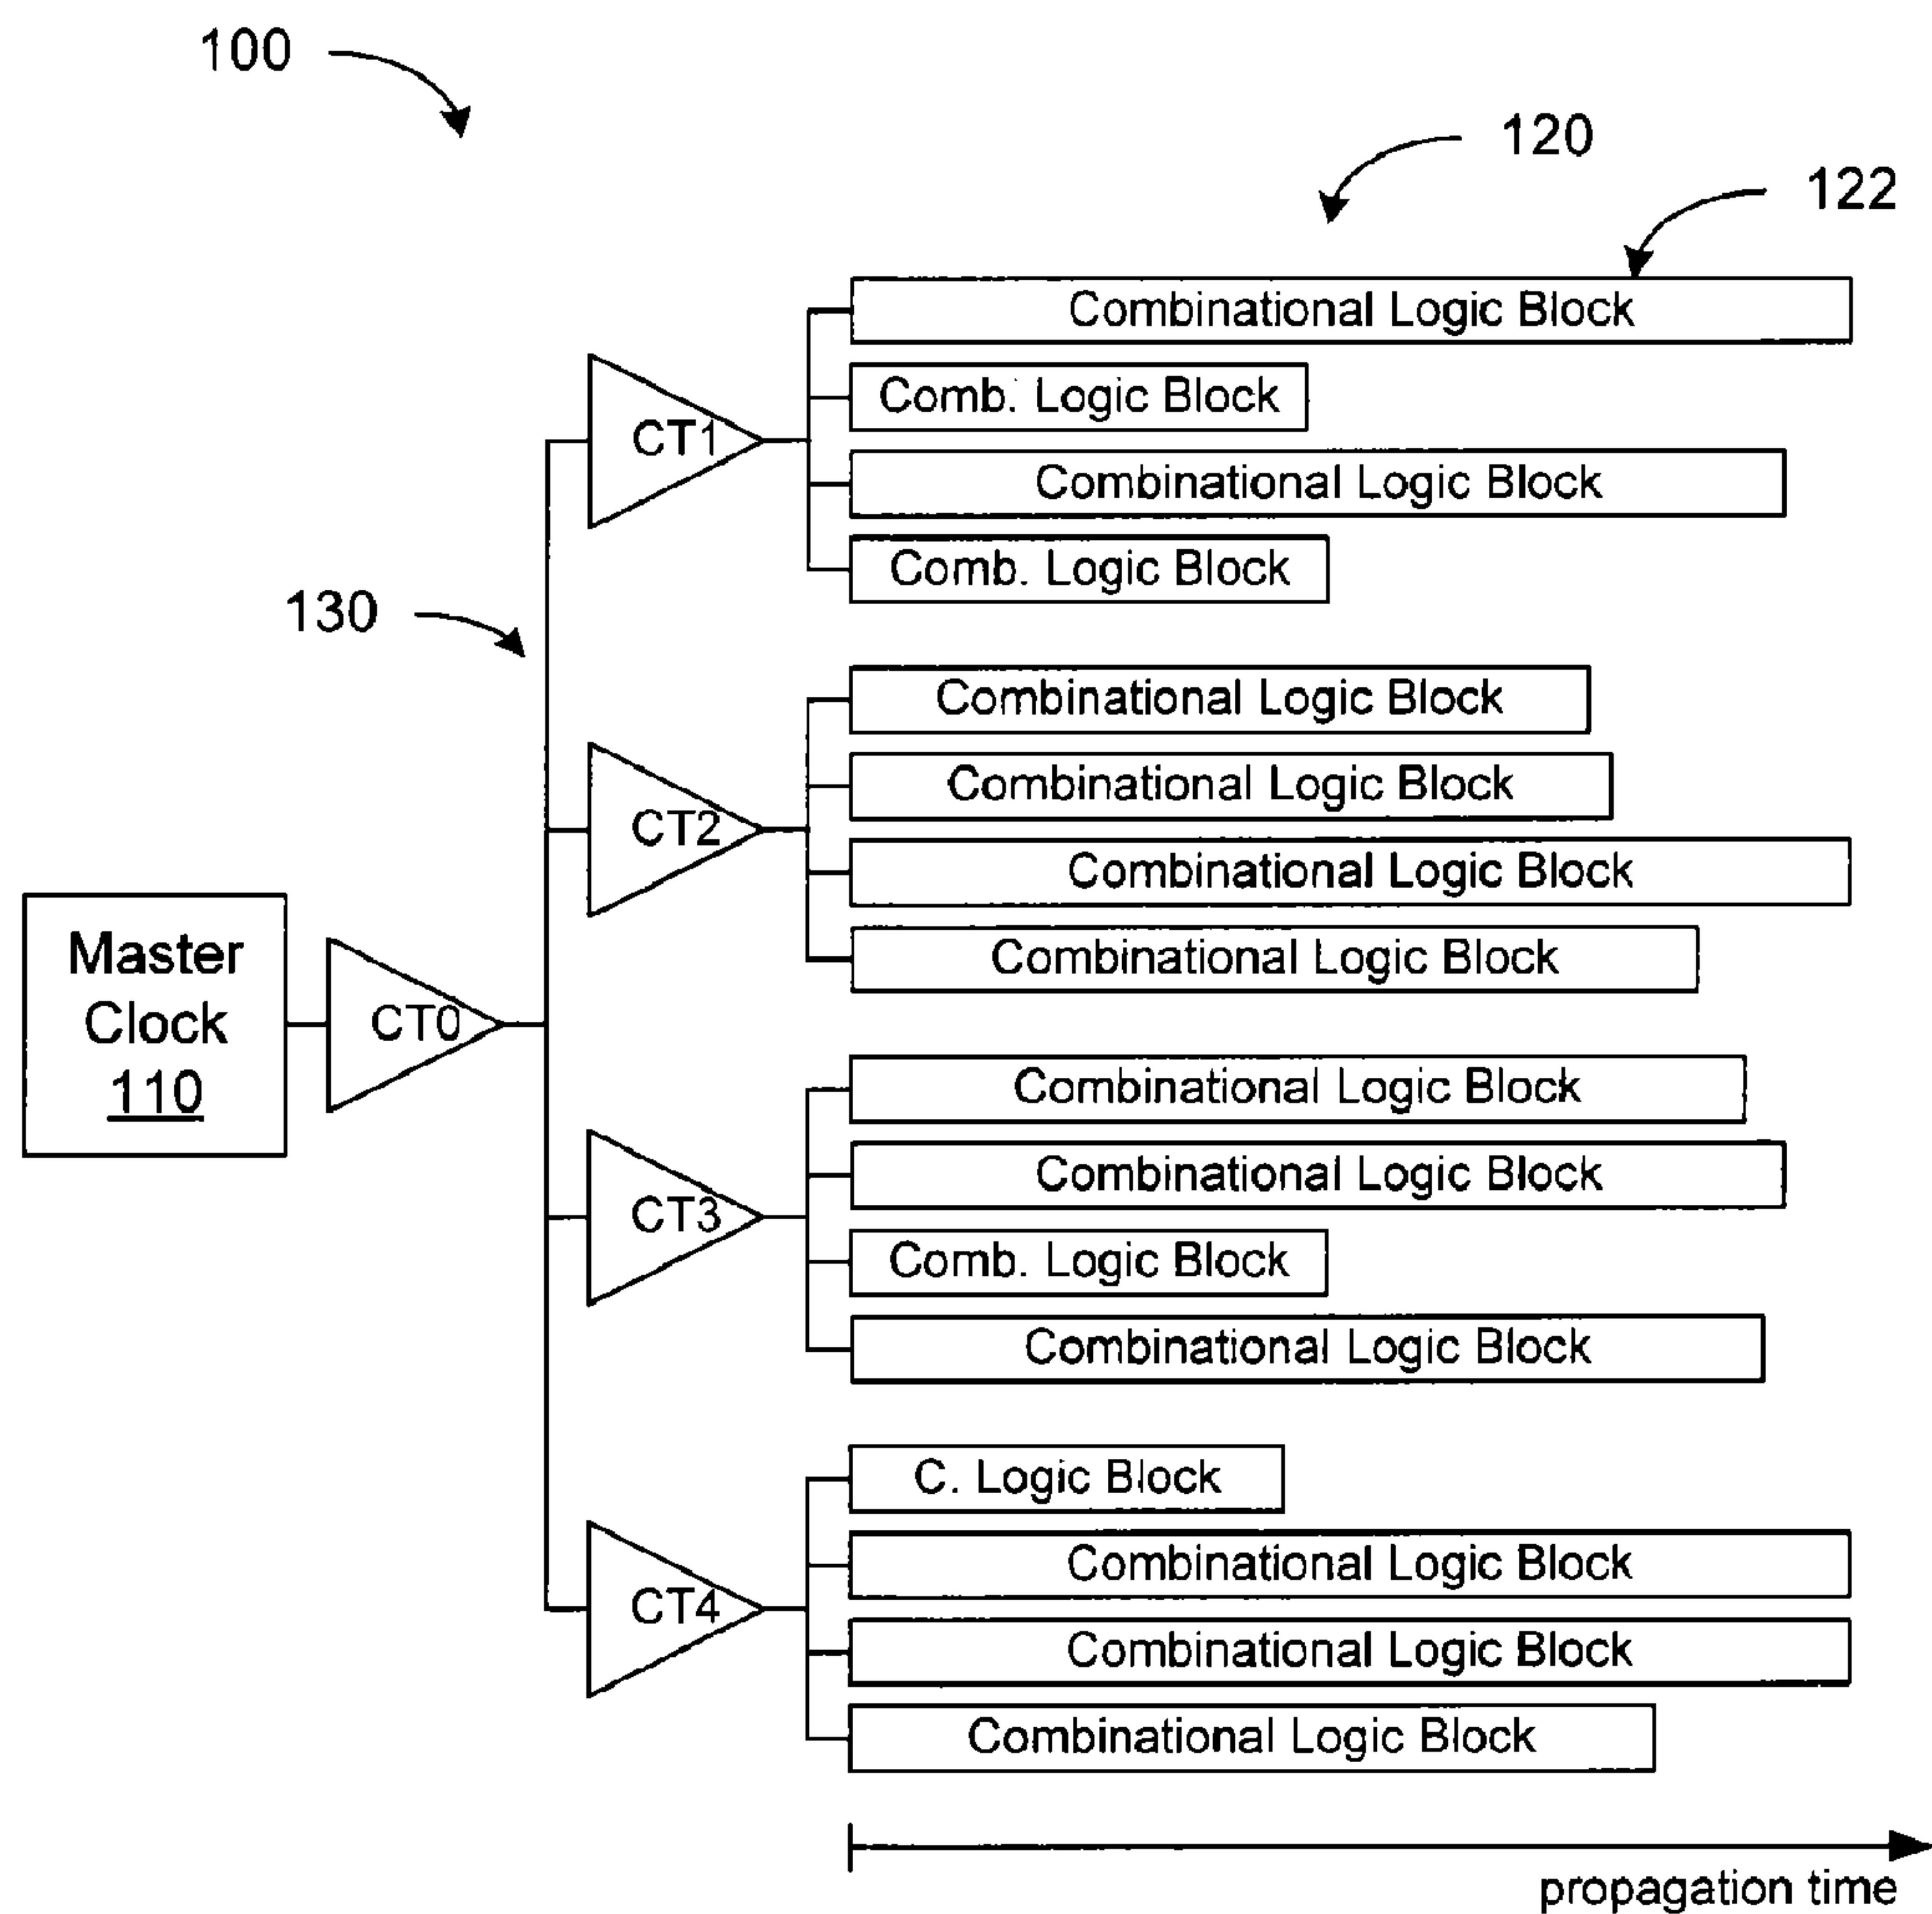 100
120
122
Combinational Logic Block
Comb. Logic Block
CT1
Combinational Logic Block
Comb. Logic Block
130
Combinational Logic Block
Combinational Logic Block
CT2
Combinational Logic Block
Combinational Logic Block
Master
Clock
110
CT0
Combinational Logic Block
Combinational Logic Block
CT3
Comb. Logic Block
Combinational Logic Block
C. Logic Block
Combinational Logic Block
CT4
Combinational Logic Block
Combinational Logic Block
propagation time